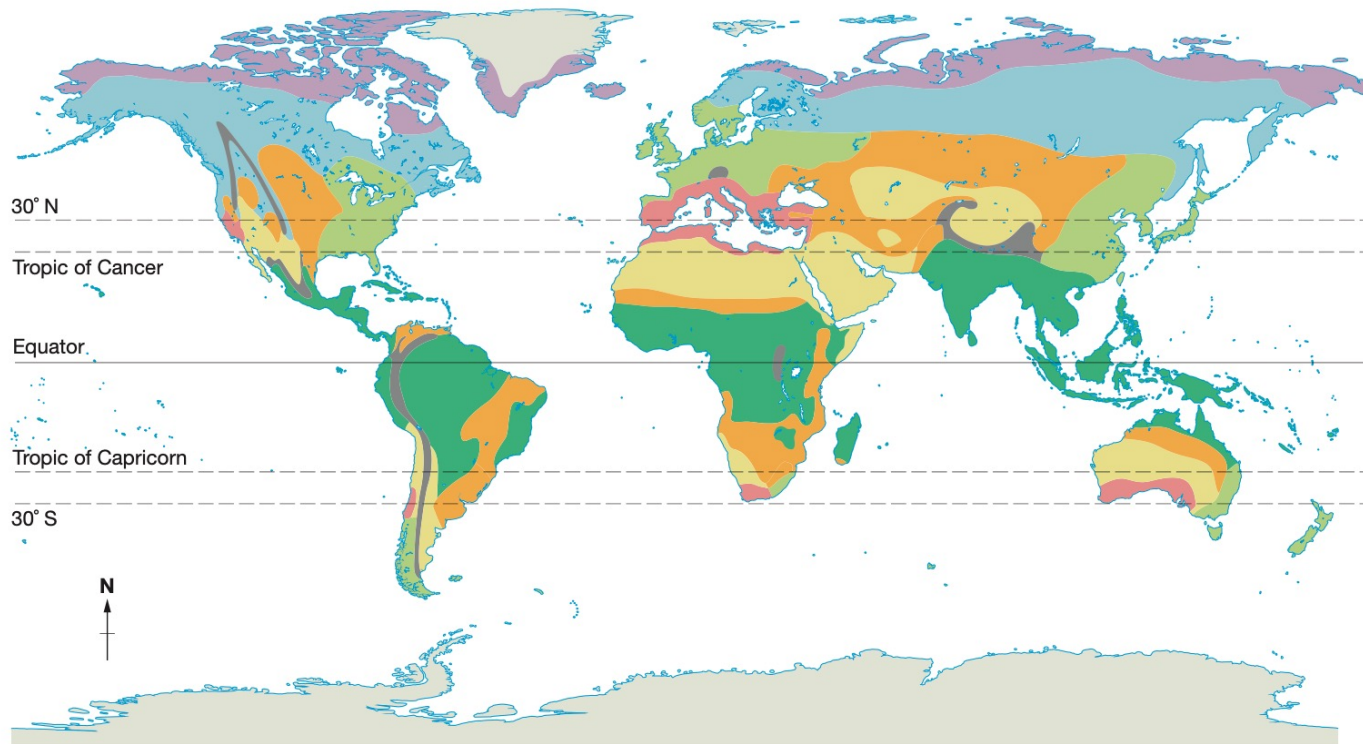 30° N
Tropic of Cancer
Equator
Tropic of Capricorn
30° S
N